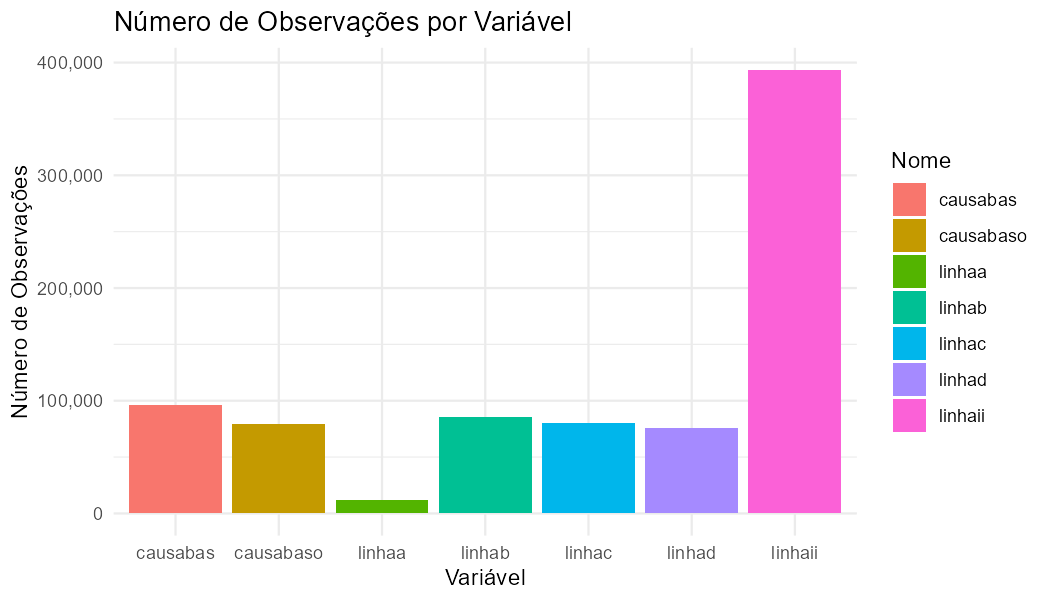 Número de Observações por Variável
Número de Observações
400,000
300,000
200,000
100,000
0
causabas
causabaso
linhaa
linhab
linhac
linhad
linhaii
Variável
Nome
causabas
causabaso
linhaa
linhab
linhac
linhad
linhaii